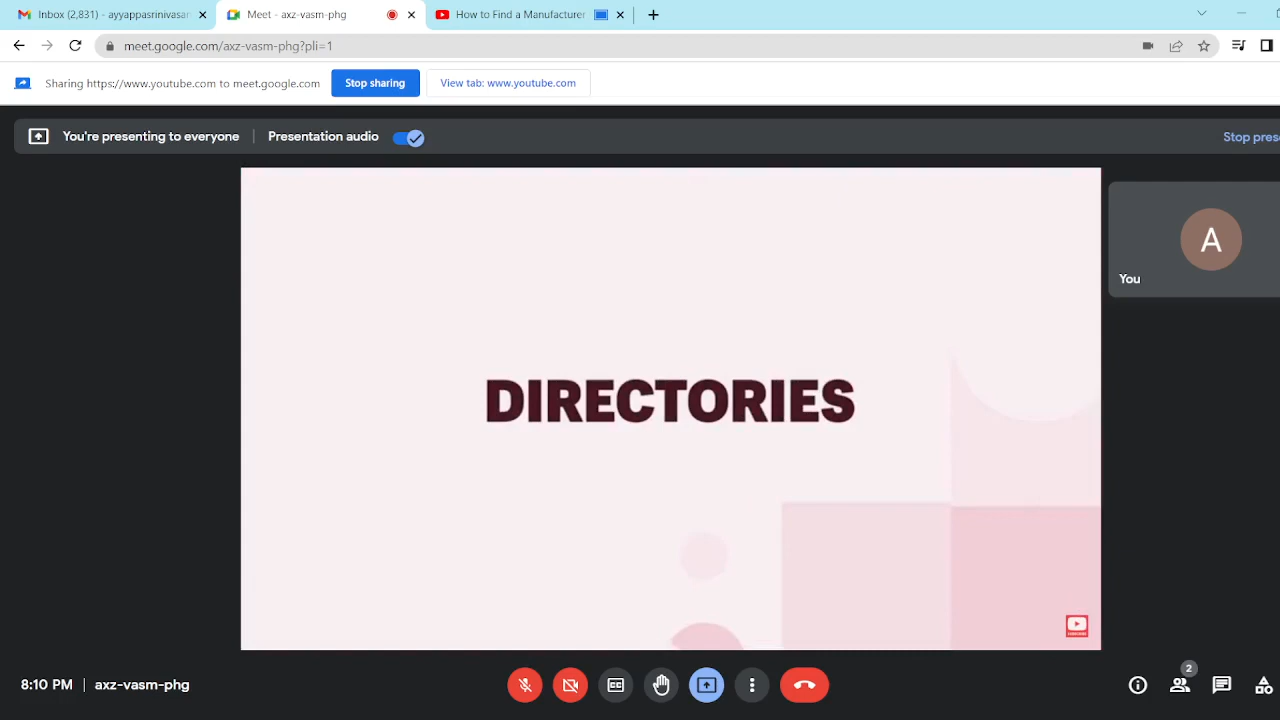 Inbox (2,831) - ayyappasrinivasar
Meet - axz-vasm-phg
How to Find a Manufacturer
meet.google.com/axz-vasm-phg?pli=1
Sharing https://www.youtube.com to meet.google.com
Stop sharing
View tab: www.youtube.com
You're presenting to everyone
Presentation audio
Stop pres
DIRECTORIES
A
You
8:10 PM
axz-vasm-phg
CC
2